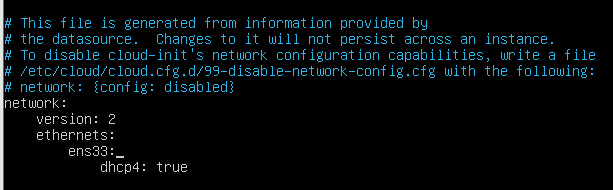 # This file is generated from information provided by
# the datasource.  Changes to it will not persist across an instance.
# To disable cloud-init's network configuration capabilities, write a file
# /etc/cloud/cloud.cfg.d/99-disable-network-config.cfg with the following:
# network: {config: disabled}
network:
    version: 2
    ethernets:
        ens33:_
            dhcp4: true